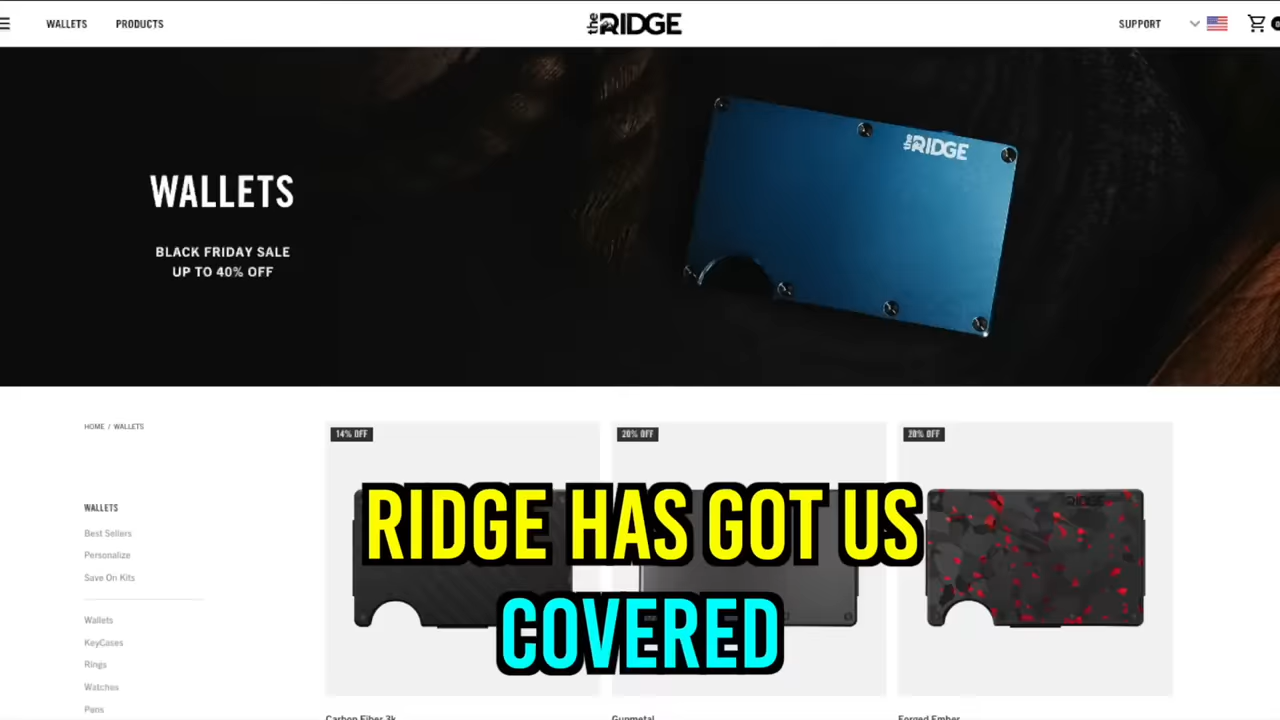 WALLETS
PRODUCTS
the RIDGE
SUPPORT
the RIDGE
WALLETS
BLACK FRIDAY SALE
UP TO 40% OFF
HOME / WALLETS
14% OFF
20% OFF
20% OFF
WALLETS
Best Sellers
Personalize
Save On Kits
Wallets
KeyCases
Rings
Watches
Pens
RIDGE
RIDGE HAS GOT US
COVERED
Carbon Fiber 3k
Gunmetal
Forged Ember